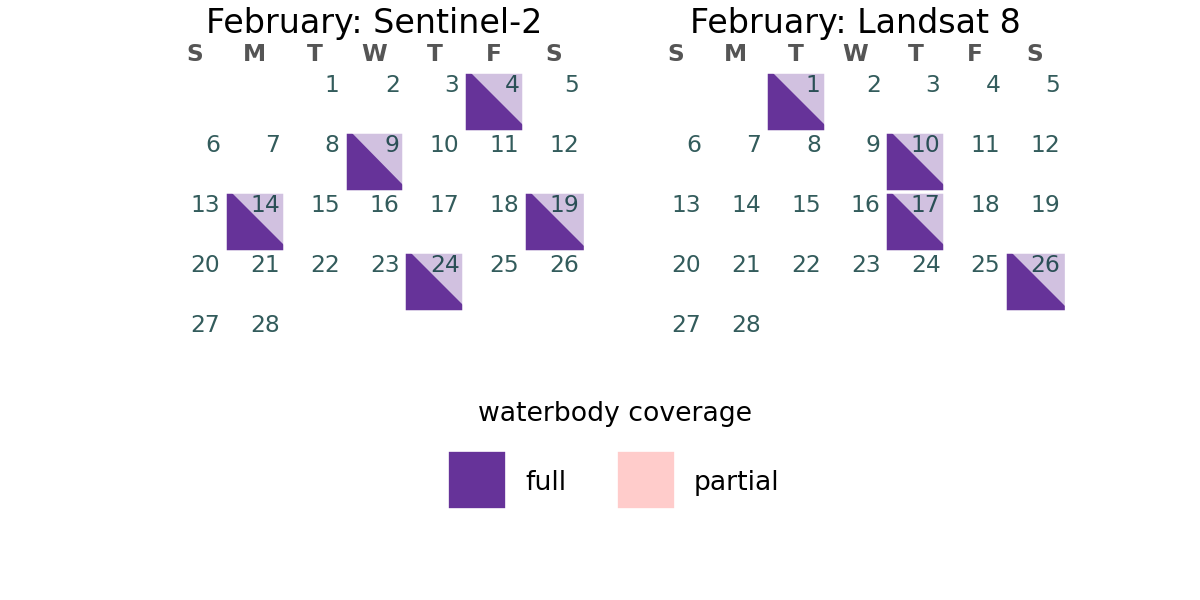 February: Sentinel-2
S M T W T F S
1 2 3 4 5
6 7 8 9 10 11 12
13 14 15 16 17 18 19
20 21 22 23 24 25 26
27 28
February: Landsat 8
S M T W T F S
1 2 3 4 5
6 7 8 9 10 11 12
13 14 15 16 17 18 19
20 21 22 23 24 25 26
27 28
waterbody coverage
full partial